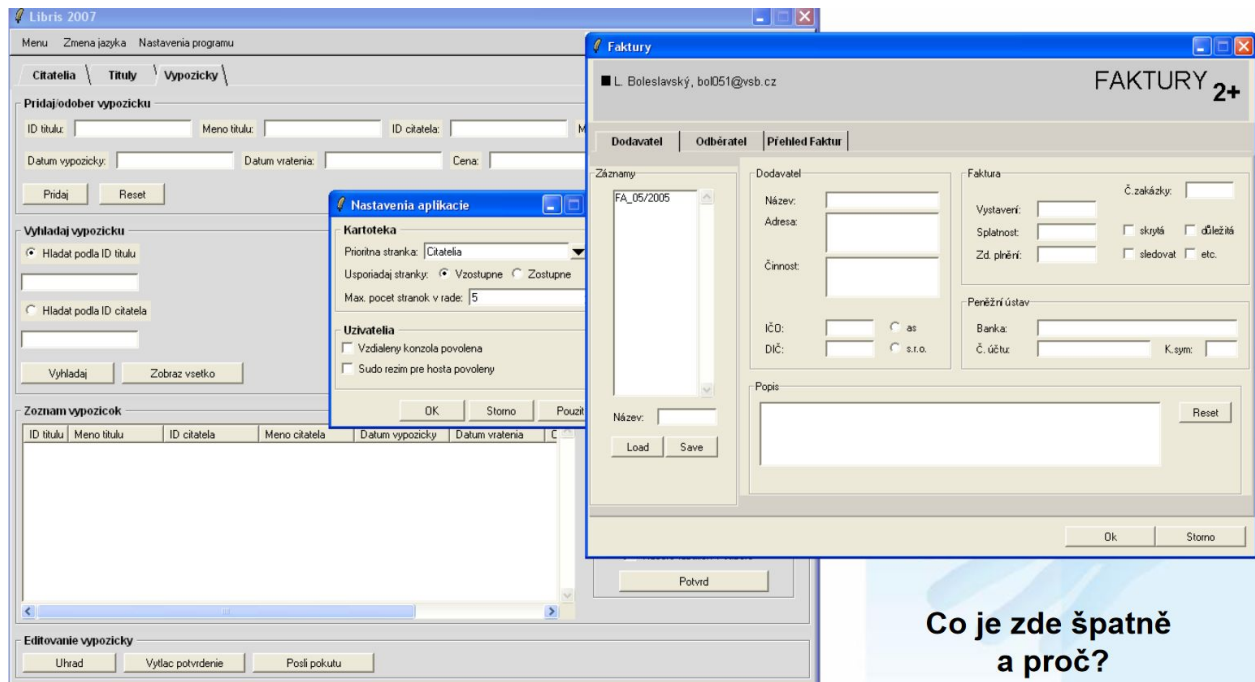 Libris 2007
Menu Zmena jazyka Nastavenia programu
Citatelia Tituly Vypozicky
Pridaj/odober vypozicku
ID titulu: Meno titulu: ID citatela: M
Datum vypozicky: Datum vratenia: Cena:
Pridaj Reset
Vyhladaj vypozicku
Hladat podla ID titulu
Hladat podla ID citatela
Vyhladaj Zobraz vsetko
Zoznam vypozicok
ID titulu Meno titulu ID citatela Meno citatela Datum vypozicky Datum vratenia C
Potvrd
Editovanie vypozicky
Uhrad Vytlac potvrdenie Posli pokutu
Nastavenia aplikacie
Kartoteka
Prioritna stranka: Citatelia
Usporiadaj stranky: Vzostupne Zostupne
Max. pocet stranok v rade: 5
Uzivatelia
Vzdialeny konzola povolena
Sudo rezim pre hosta povoleny
OK Storno Pouzit
Faktury
L. Boleslavský, bol051@vsb.cz
FAKTURY 2+
Dodavatel Odběratel Přehled Faktur
Záznamy
FA_05/2005
Název:
Load Save
Dodavatel
Název:
Adresa:
Činnost:
IČO: as
DIČ: s.r.o.
Faktura
Č.zakázky:
Vystavení:
Splatnost: skrytá důležitá
Zd. plnění: sledovat etc.
Peněžní ústav
Banka:
Č. účtu: K.sym:
Popis
Reset
Ok Storno
Co je zde špatně
a proč?